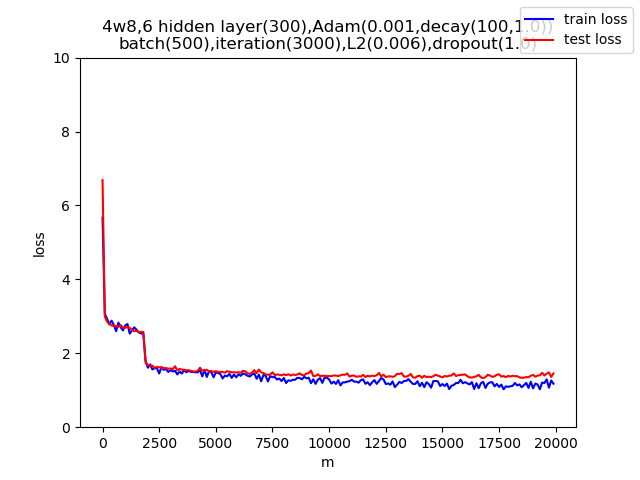 4w8,6 hidden layer(300),Adam(0.001,decay(100,1.0))
batch(500),iteration(3000),L2(0.006),dropout(1.0)
train loss
test loss
10
8
6
4
2
0
loss
0 2500 5000 7500 10000 12500 15000 17500 20000
m